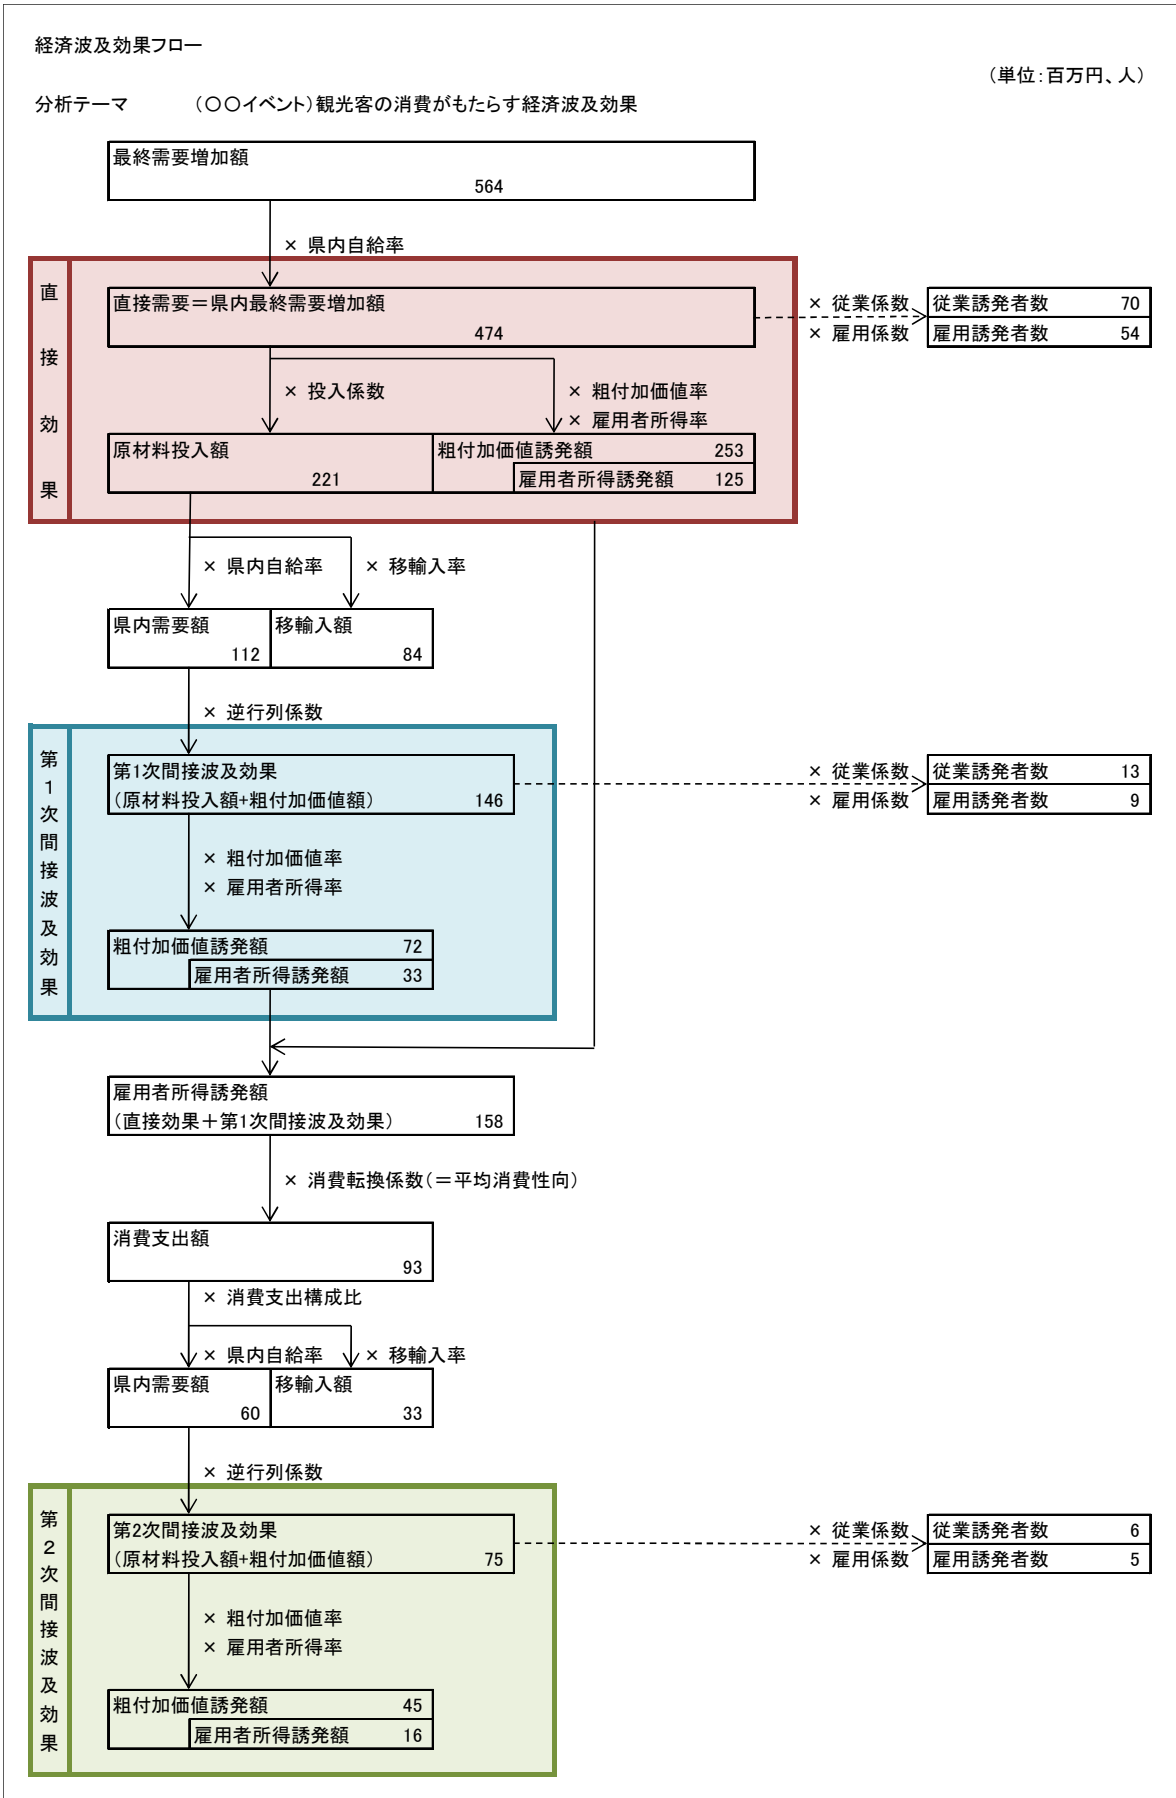 経済波及効果フロー
（単位：百万円、人）
分析テーマ　（○○イベント）観光客の消費がもたらす経済波及効果
最終需要増加額
564
× 県内自給率
直接効果
直接需要＝県内最終需要増加額
474
× 従業係数
× 雇用係数
従業誘発者数 70
雇用誘発者数 54
× 投入係数
× 粗付加価値率
× 雇用者所得率
原材料投入額
221
粗付加価値誘発額 253
雇用者所得誘発額 125
× 県内自給率 × 移輸入率
県内需要額
112
移輸入額
84
× 逆行列係数
第1次間接波及効果
第1次間接波及効果
（原材料投入額+粗付加価値額） 146
× 従業係数
× 雇用係数
従業誘発者数 13
雇用誘発者数 9
× 粗付加価値率
× 雇用者所得率
粗付加価値誘発額 72
雇用者所得誘発額 33
雇用者所得誘発額
（直接効果＋第1次間接波及効果） 158
× 消費転換係数（＝平均消費性向）
消費支出額
93
× 消費支出構成比
× 県内自給率 × 移輸入率
県内需要額
60
移輸入額
33
× 逆行列係数
第2次間接波及効果
第2次間接波及効果
（原材料投入額+粗付加価値額） 75
× 従業係数
× 雇用係数
従業誘発者数 6
雇用誘発者数 5
× 粗付加価値率
× 雇用者所得率
粗付加価値誘発額 45
雇用者所得誘発額 16